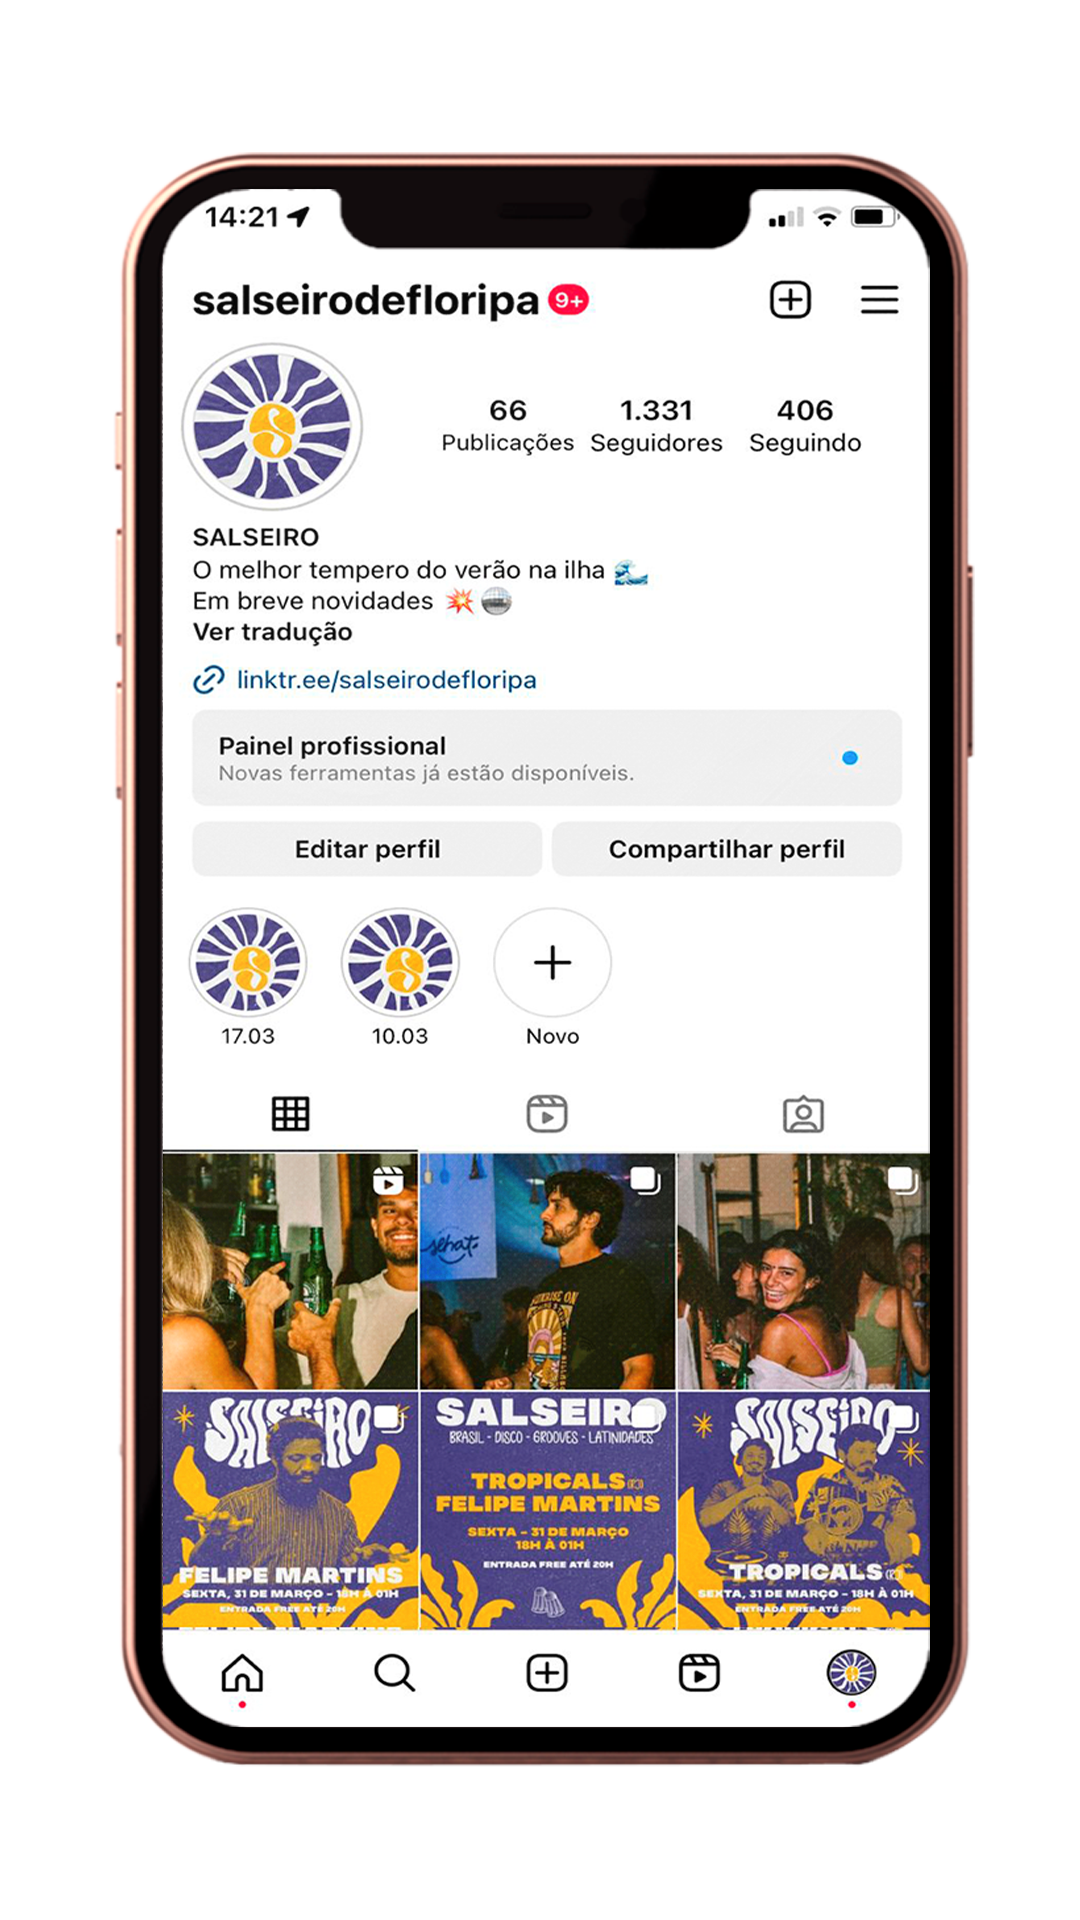 14:21
salseirodefloripa 9+
66 1.331 406
Publicações Seguidores Seguindo
SALSEIRO
O melhor tempero do verão na ilha
Em breve novidades
Ver tradução
linktr.ee/salseirodefloripa
Painel profissional
Novas ferramentas já estão disponíveis.
Editar perfil Compartilhar perfil
17.03 10.03 Novo
sehat.
SUNRISE ON
SALSEIRO
FELIPE MARTINS
SEXTA, 31 DE MARÇO - 18H À 01H
ENTRADA FREE ATÉ 20H
SALSEIRO
BRASIL - DISCO - GROOVES - LATINIDADES
TROPICALS
FELIPE MARTINS
SEXTA - 31 DE MARÇO
18H À 01H
ENTRADA FREE ATÉ 20H
SALSEIRO
TROPICALS
SEXTA, 31 DE MARÇO - 18H À 01H
ENTRADA FREE ATÉ 20H